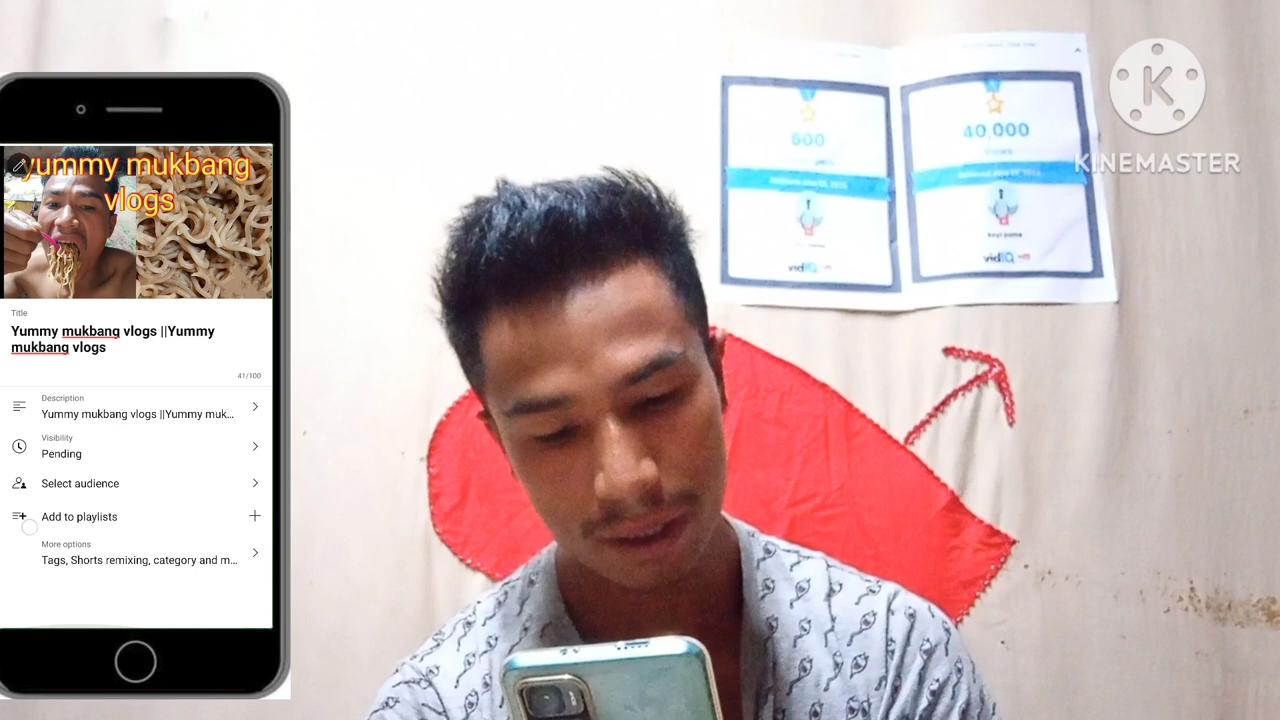 yummy mukbang
vlogs
Title
Yummy mukbang vlogs ||Yummy
mukbang vlogs
41/100
Description
Yummy mukbang vlogs ||Yummy muk...
Visibility
Pending
Select audience
Add to playlists
More options
Tags, Shorts remixing, category and m...
600
vidIQ
40,000
views
vidIQ
K
KINEMASTER